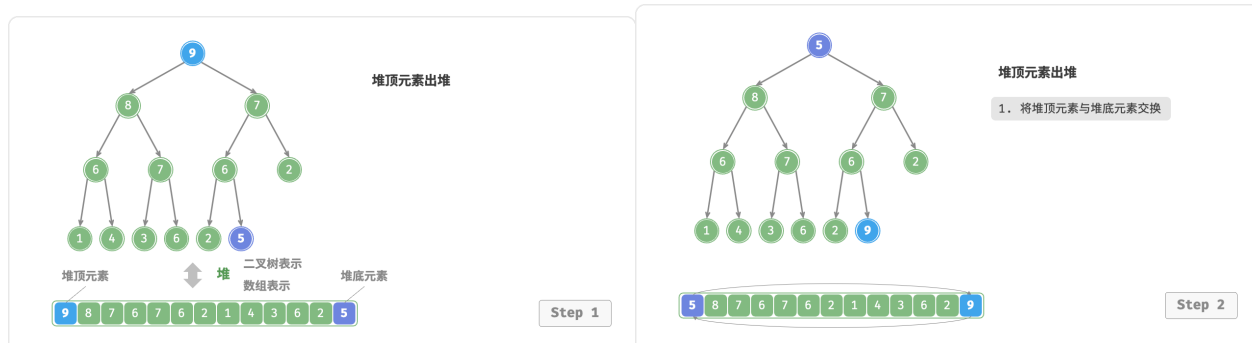 9
堆顶元素出堆
8 7
6 7 6 2
1 4 3 6 2 5
堆顶元素
堆
二叉树表示
数组表示
堆底元素
9 8 7 6 7 6 2 1 4 3 6 2 5
Step 1
5
堆顶元素出堆
8 7
1. 将堆顶元素与堆底元素交换
6 7 6 2
1 4 3 6 2 9
5 8 7 6 7 6 2 1 4 3 6 2 9
Step 2